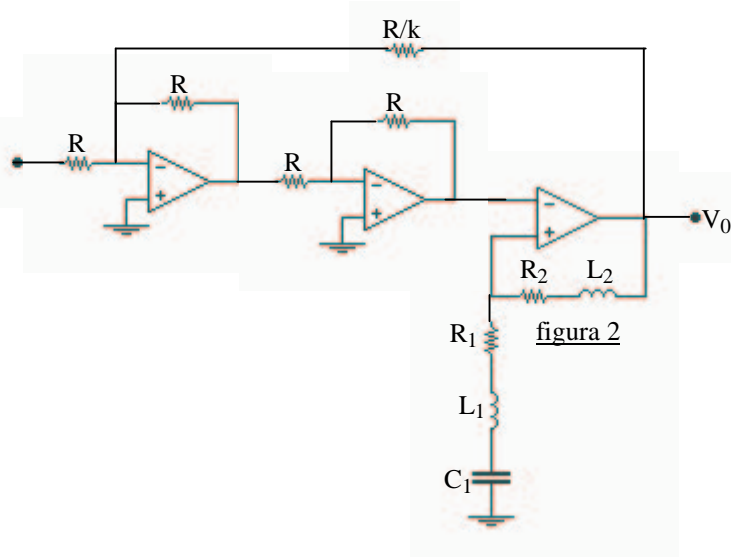 R/k
R
R
R
R
− + − + − +
V0
R2 L2
R1
figura 2
L1
C1